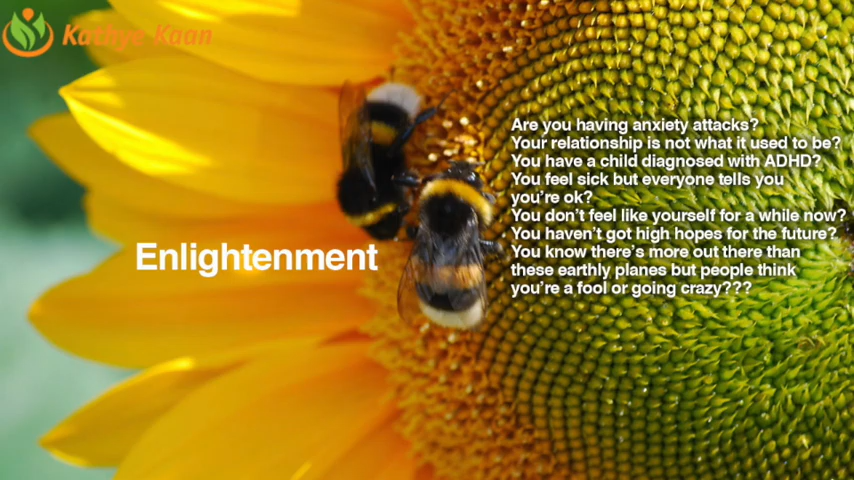 Kathye Kaan
Are you having anxiety attacks?
Your relationship is not what it used to be?
You have a child diagnosed with ADHD?
You feel sick but everyone tells you
you're ok?
You don't feel like yourself for a while now?
You haven't got high hopes for the future?
You know there's more out there than
these earthly planes but people think
you're a fool or going crazy???
Enlightenment